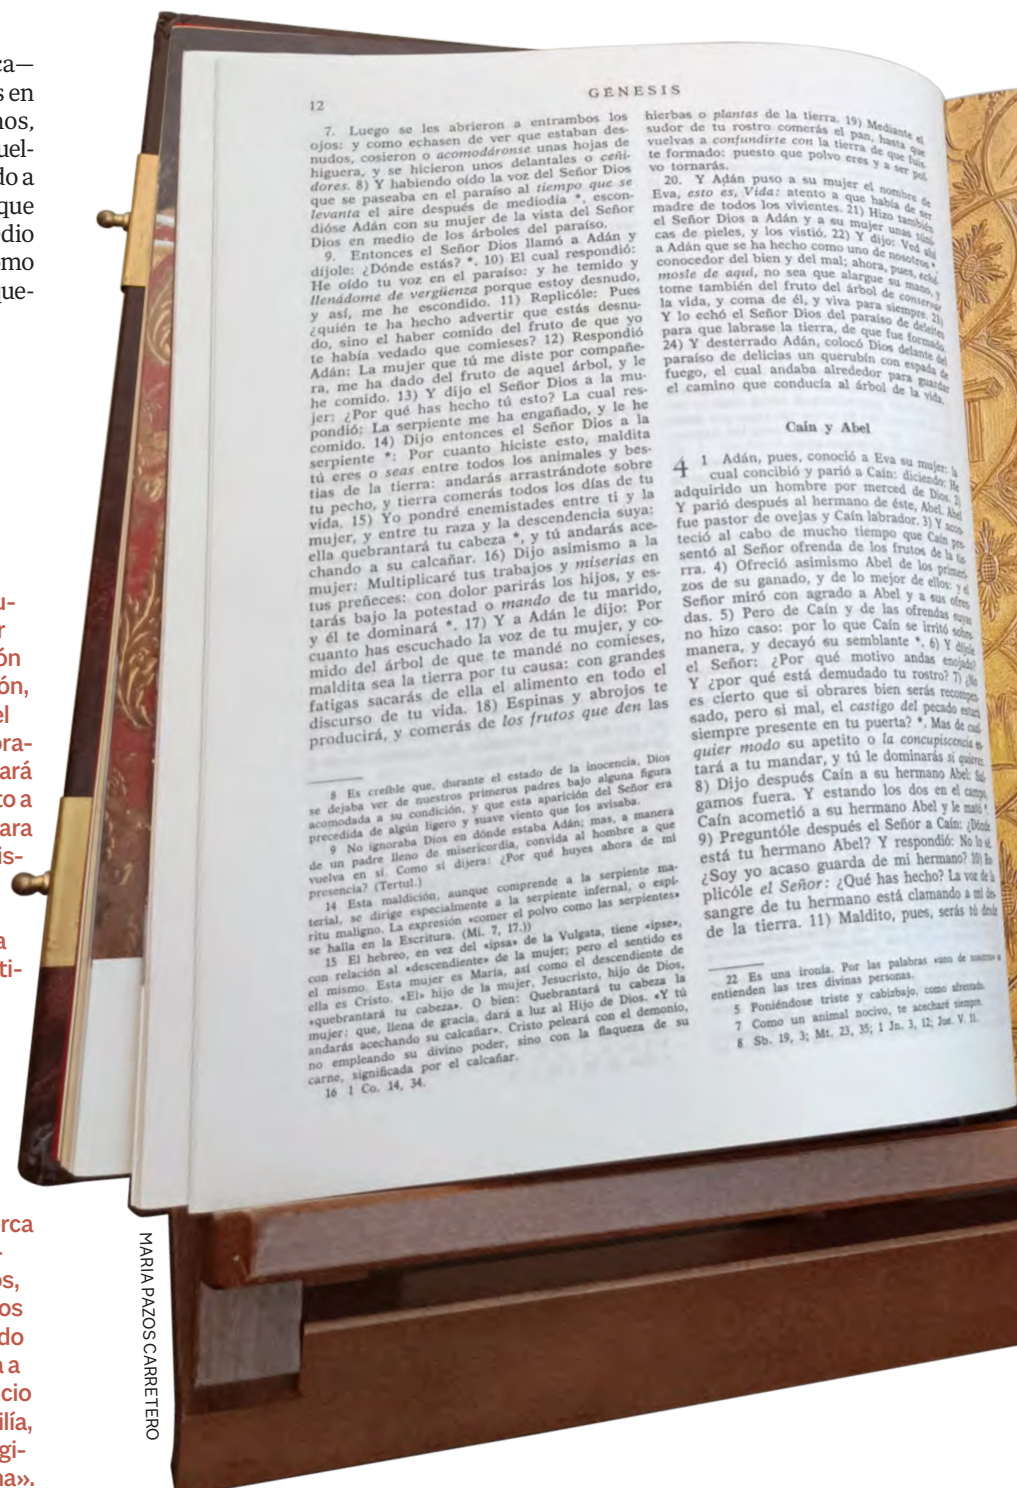 ca—
s en
nos,
uel-
do a
que
edio
omo
que-
u-
r
ón
ón,
el
ora-
ará
to a
ara
is-
a
ti-
erca
-
os,
os
do
a a
cio
ilía,
gi-
na».
MARIA PAZOS CARRETERO
12
GÉNESIS
7. Luego se les abrieron a entrambos los
ojos: y como echasen de ver que estaban des-
nudos, cosieron o acomodáronse unas hojas de
higuera, y se hicieron unos delantales o ceñi-
dores. 8) Y habiendo oído la voz del Señor Dios
que se paseaba en el paraíso al tiempo que se
levanta el aire después de mediodía *, escon-
dióse Adán con su mujer de la vista del Señor
Dios en medio de los árboles del paraíso.
9. Entonces el Señor Dios llamó a Adán y
díjole: ¿Dónde estás? *. 10) El cual respondió:
He oído tu voz en el paraíso: y he temido y
llenádome de vergüenza porque estoy desnudo,
y así, me he escondido. 11) Replicóle: Pues
¿quién te ha hecho advertir que estás desnu-
do, sino el haber comido del fruto de que yo
te había vedado que comieses? 12) Respondió
Adán: La mujer que tú me diste por compañe-
ra, me ha dado del fruto de aquel árbol, y le
he comido. 13) Y dijo el Señor Dios a la mu-
jer: ¿Por qué has hecho tú esto? La cual res-
pondió: La serpiente me ha engañado, y le he
comido. 14) Dijo entonces el Señor Dios a la
serpiente *: Por cuanto hiciste esto, maldita
tú eres o seas entre todos los animales y bes-
tias de la tierra: andarás arrastrándote sobre
tu pecho, y tierra comerás todos los días de tu
vida. 15) Yo pondré enemistades entre ti y la
mujer, y entre tu raza y la descendencia suya:
ella quebrantará tu cabeza *, y tú andarás ace-
chando a su calcañar. 16) Dijo asimismo a la
mujer: Multiplicaré tus trabajos y miserias en
tus preñeces: con dolor parirás los hijos, y es-
tarás bajo la potestad o mando de tu marido,
y él te dominará *. 17) Y a Adán le dijo: Por
cuanto has escuchado la voz de tu mujer, y co-
mido del árbol de que te mandé no comieses,
maldita sea la tierra por tu causa: con grandes
fatigas sacarás de ella el alimento en todo el
discurso de tu vida. 18) Espinas y abrojos te
producirá, y comerás de los frutos que den las
8 Es creíble que, durante el estado de la inocencia, Dios
se dejaba ver de nuestros primeros padres bajo alguna figura
acomodada a su condición, y que esta aparición del Señor era
precedida de algún ligero y suave viento que los avisaba.
9 No ignoraba Dios en dónde estaba Adán; mas, a manera
de un padre lleno de misericordia, convida al hombre a que
vuelva en sí. Como si dijera: ¿Por qué huyes ahora de mi
presencia? (Tertul.)
14 Esta maldición, aunque comprende a la serpiente ma-
terial, se dirige especialmente a la serpiente infernal, o espí-
ritu maligno. La expresión «comer el polvo como las serpientes»
se halla en la Escritura. (Mi. 7, 17.))
15 El hebreo, en vez del «ipsa» de la Vulgata, tiene «ipse»,
con relación al «descendiente» de la mujer; pero el sentido es
el mismo. Esta mujer es María, así como el descendiente de
ella es Cristo. «El» hijo de la mujer, Jesucristo, hijo de Dios,
«quebrantará tu cabeza». O bien: Quebrantará tu cabeza la
mujer: que, llena de gracia, dará a luz al Hijo de Dios. «Y tú
andarás acechando su calcañar». Cristo peleará con el demonio,
no empleando su divino poder, sino con la flaqueza de su
carne, significada por el calcañar.
16 1 Co. 14, 34.
hierbas o plantas de la tierra. 19) Mediante el
sudor de tu rostro comerás el pan, hasta que
vuelvas a confundirte con la tierra de que fuis-
te formado: puesto que polvo eres y a ser pol-
vo tornarás.
20. Y Adán puso a su mujer el nombre de
Eva, esto es, Vida: atento a que había de ser
madre de todos los vivientes. 21) Hizo también
el Señor Dios a Adán y a su mujer unas túni-
cas de pieles, y los vistió. 22) Y dijo: Ved ahí
a Adán que se ha hecho como uno de nosotros *,
conocedor del bien y del mal; ahora, pues, eché-
moste de aquí, no sea que alargue su mano, y
tome también del fruto del árbol de conservar
la vida, y coma de él, y viva para siempre. 23)
Y lo echó el Señor Dios del paraíso de deleites
para que labrase la tierra, de que fue formado.
24) Y desterrado Adán, colocó Dios delante del
paraíso de delicias un querubín con espada de
fuego, el cual andaba alrededor para guardar
el camino que conducía al árbol de la vida.
Caín y Abel
4 1 Adán, pues, conoció a Eva su mujer: la
cual concibió y parió a Caín: diciendo: He
adquirido un hombre por merced de Dios. 2)
Y parió después al hermano de éste, Abel. Abel
fue pastor de ovejas y Caín labrador. 3) Y acon-
teció al cabo de mucho tiempo que Caín pre-
sentó al Señor ofrenda de los frutos de la tie-
rra. 4) Ofreció asimismo Abel de los primeri-
zos de su ganado, y de lo mejor de ellos: y el
Señor miró con agrado a Abel y a sus ofren-
das. 5) Pero de Caín y de las ofrendas suyas
no hizo caso: por lo que Caín se irritó sobre-
manera, y decayó su semblante *. 6) Y díjole
el Señor: ¿Por qué motivo andas enojado?
Y ¿por qué está demudado tu rostro? 7) ¿No
es cierto que si obrares bien serás recompen-
sado, pero si mal, el castigo del pecado estará
siempre presente en tu puerta? *. Mas de cual-
quier modo su apetito o la concupiscencia es-
tará a tu mandar, y tú le dominarás si quieres.
8) Dijo después Caín a su hermano Abel: Sal-
gamos fuera. Y estando los dos en el campo,
Caín acometió a su hermano Abel y le mató *.
9) Preguntóle después el Señor a Caín: ¿Dónde
está tu hermano Abel? Y respondió: No lo sé.
¿Soy yo acaso guarda de mi hermano? 10) Re-
plicóle el Señor: ¿Qué has hecho? La voz de la
sangre de tu hermano está clamando a mí des-
de la tierra. 11) Maldito, pues, serás tú desde
22 Es una ironía. Por las palabras «uno de nosotros» se
entienden las tres divinas personas.
5 Poniéndose triste y cabizbajo, como afrentado.
7 Como un animal nocivo, te acechará siempre.
8 Sb. 19, 3; Mt. 23, 35; 1 Jn. 3, 12; Jue. V. 11.